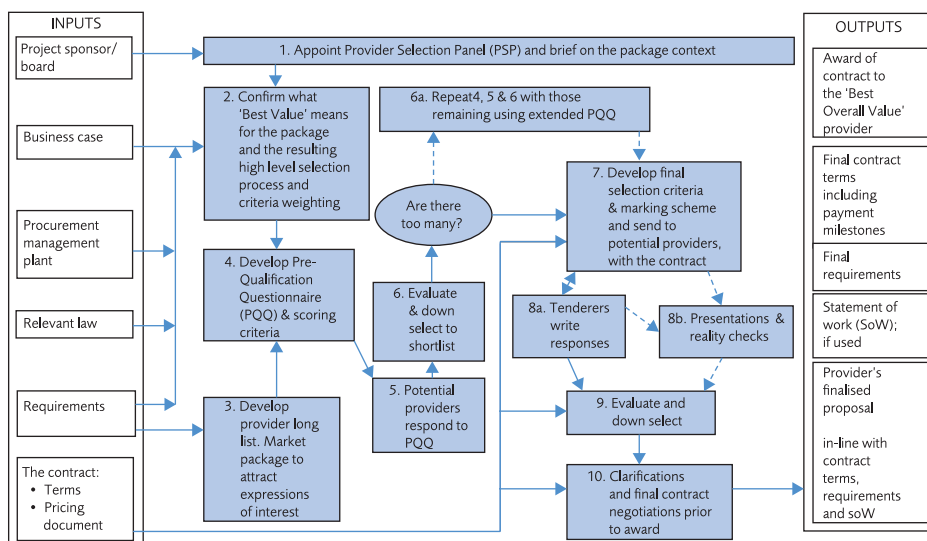 INPUTS
Project sponsor/
board
Business case
Procurement
management
plant
Relevant law
Requirements
The contract:
• Terms
• Pricing
document
1. Appoint Provider Selection Panel (PSP) and brief on the package context
2. Confirm what
'Best Value' means
for the package
and the resulting
high level selection
process and
criteria weighting
3. Develop
provider long
list. Market
package to
attract
expressions
of interest
4. Develop Pre-
Qualification
Questionnaire
(PQQ) & scoring
criteria
5. Potential
providers
respond to
PQQ
6. Evaluate
& down
select to
shortlist
Are there
too many?
6a. Repeat4, 5 & 6 with those
remaining using extended PQQ
7. Develop final
selection criteria
& marking scheme
and send to
potential providers,
with the contract
8a. Tenderers
write
responses
8b. Presentations &
reality checks
9. Evaluate and
down select
10. Clarifications
and final contract
negotiations prior
to award
OUTPUTS
Award of
contract to
the 'Best
Overall Value'
provider
Final contract
terms
including
payment
milestones
Final
requirements
Statement of
work (SoW);
if used
Provider's
finalised
proposal
in-line with
contract
terms,
requirements
and soW